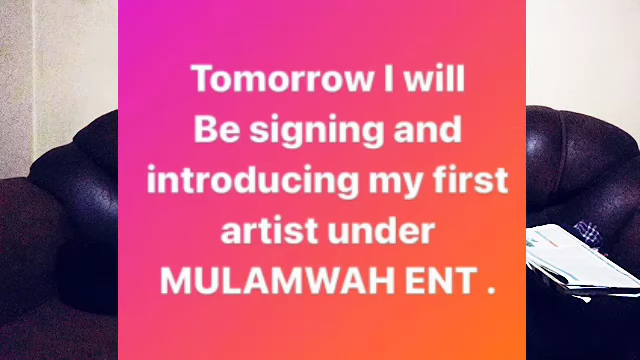 Tomorrow I will
Be signing and
introducing my first
artist under
MULAMWAH ENT .